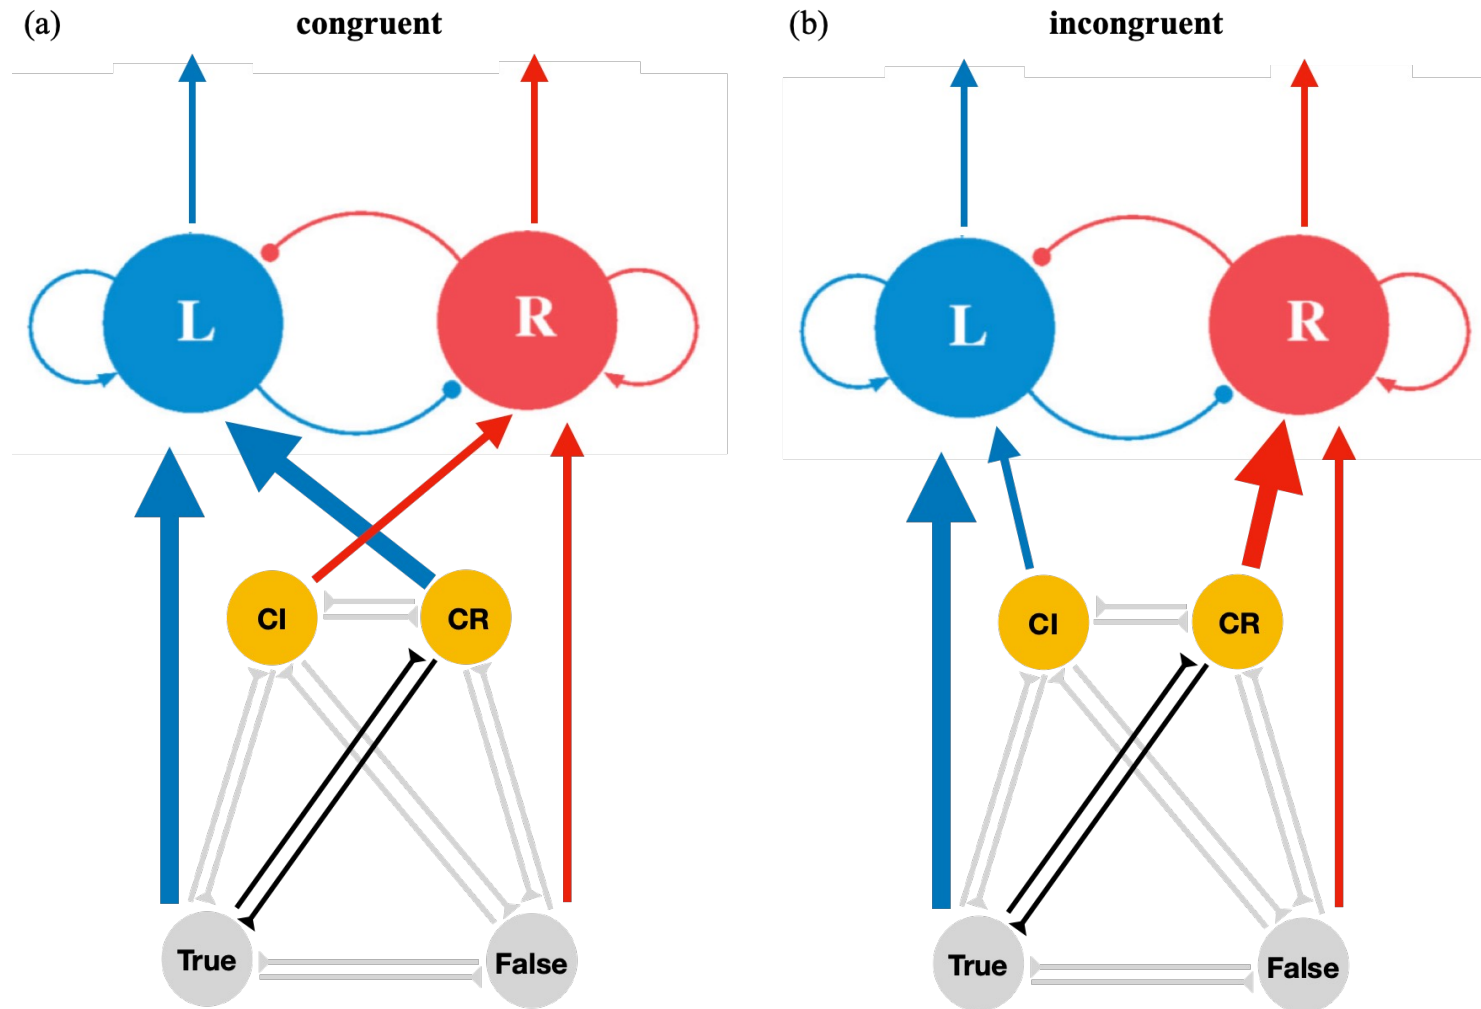 (a) congruent
L R
CI CR
True False
(b) incongruent
L R
CI CR
True False